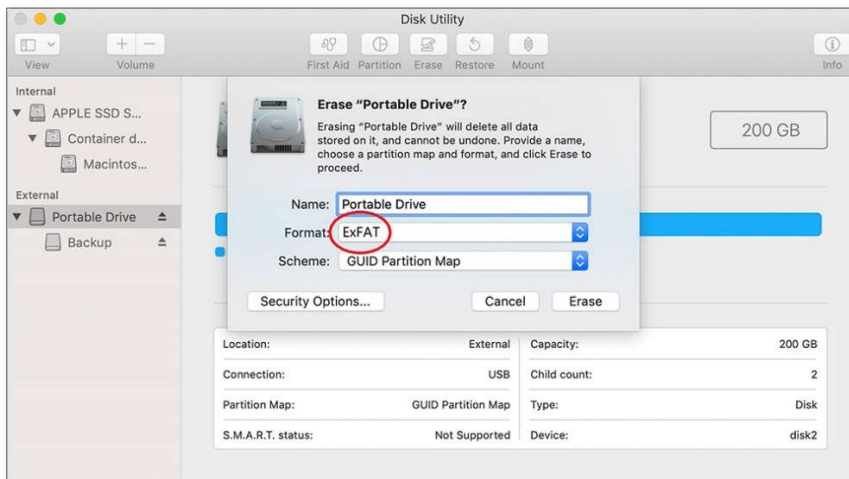 Disk Utility
View
Volume
First Aid
Partition
Erase
Restore
Mount
Info
Internal
APPLE SSD S...
Container d...
Macintos...
External
Portable Drive
Backup
200 GB
Erase “Portable Drive”?
Erasing “Portable Drive” will delete all data
stored on it, and cannot be undone. Provide a name,
choose a partition map and format, and click Erase to
proceed.
Name: Portable Drive
Format: ExFAT
Scheme: GUID Partition Map
Security Options...
Cancel
Erase
Location: External
Capacity: 200 GB
Connection: USB
Child count: 2
Partition Map: GUID Partition Map
Type: Disk
S.M.A.R.T. status: Not Supported
Device: disk2